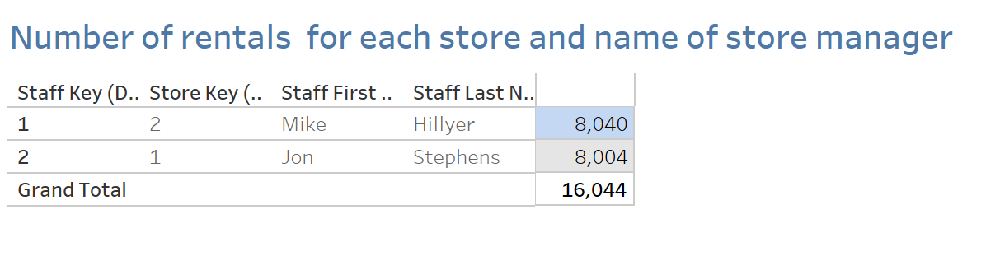 Number of rentals  for each store and name of store manager
Staff Key (D.. Store Key (.. Staff First .. Staff Last N..
1 2 Mike Hillyer 8,040
2 1 Jon Stephens 8,004
Grand Total 16,044